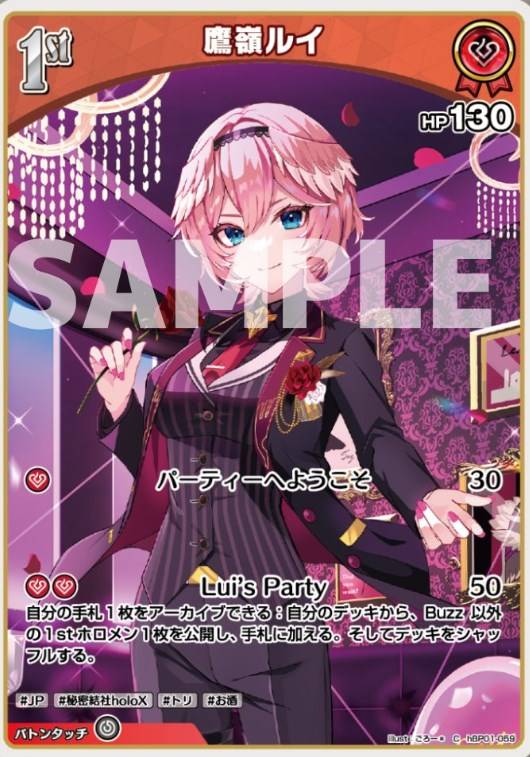 1st
鷹嶺ルイ
HP130
SAMPLE
パーティーへようこそ 30
Lui's Party 50
自分の手札1枚をアーカイブできる：自分のデッキから、Buzz 以外
の1stホロメン1枚を公開し、手札に加える。そしてデッキをシャッ
フルする。
#JP #秘密結社holoX #トリ #お酒
バトンタッチ
Illust ごろー＊ C hBP01-059